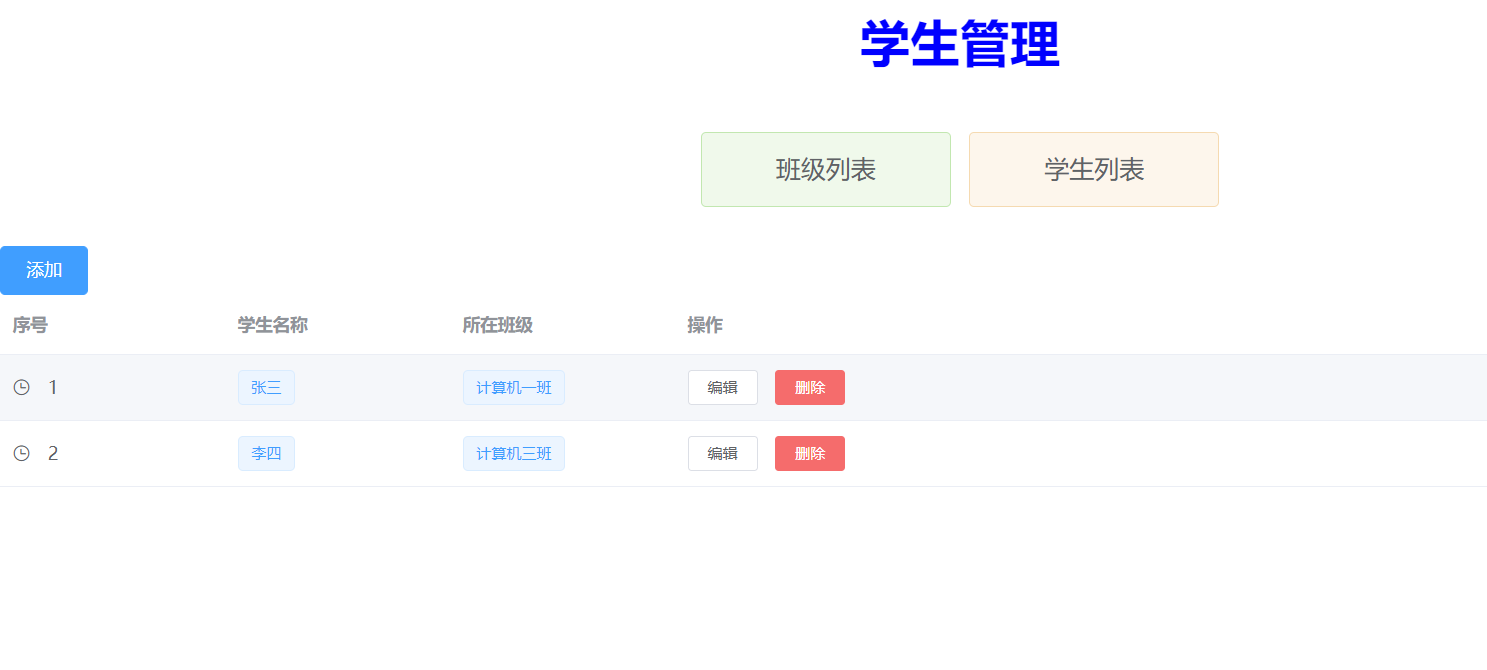 学生管理
班级列表 学生列表
添加
序号 学生名称 所在班级 操作
1 张三 计算机一班 编辑 删除
2 李四 计算机三班 编辑 删除